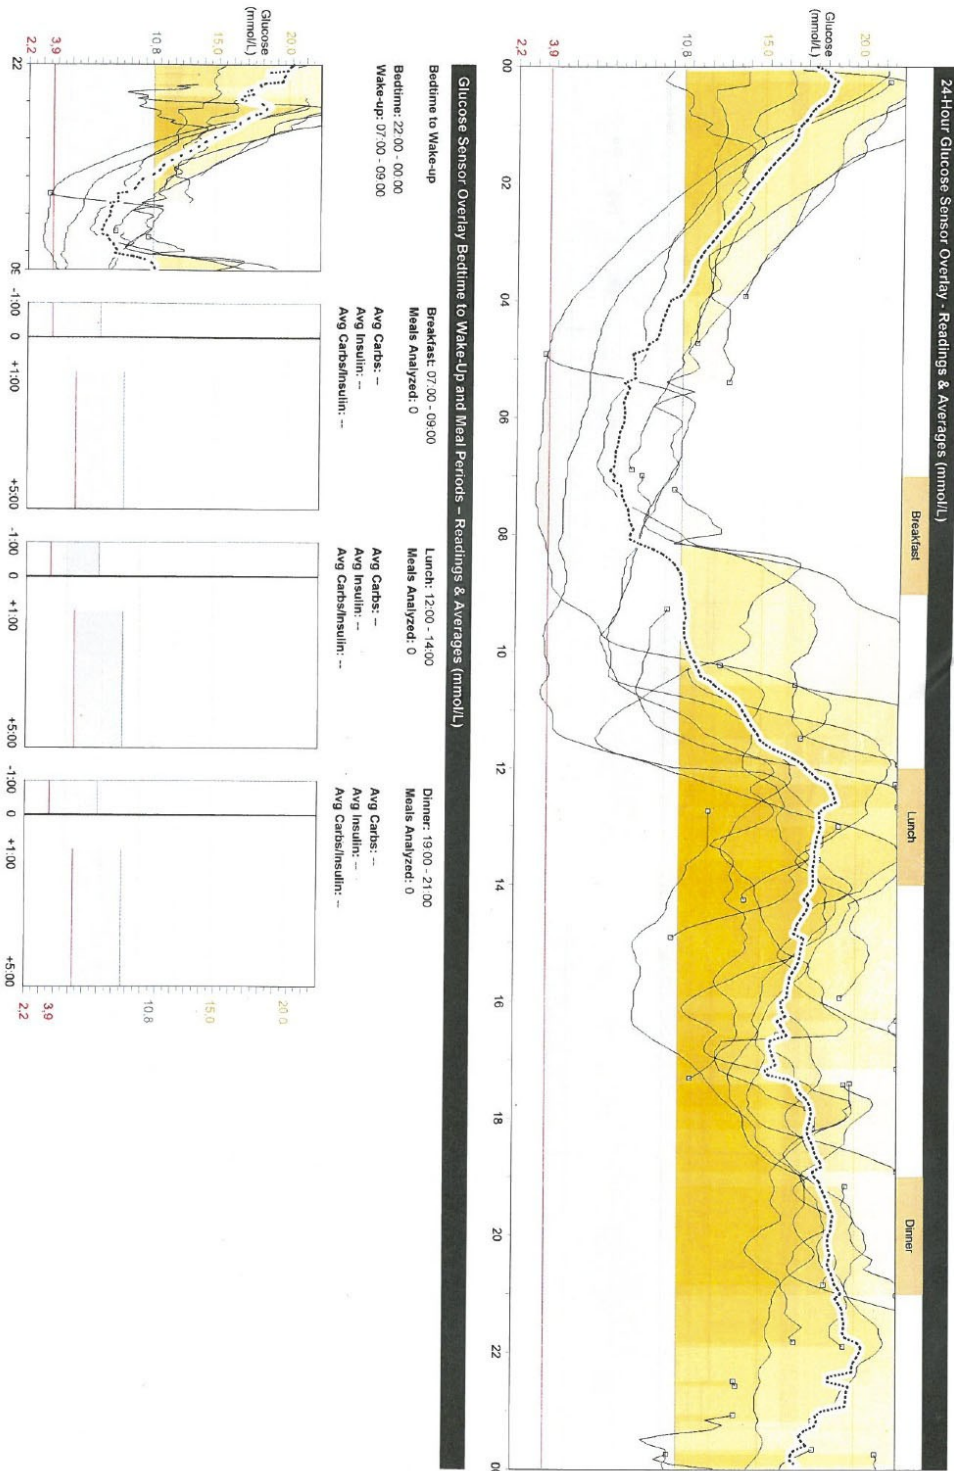 24-Hour Glucose Sensor Overlay - Readings & Averages (mmol/L)
Glucose
(mmol/L)
20.0
15.0
10,8
3,9
2,2
Breakfast
Lunch
Dinner
00
02
04
06
08
10
12
14
16
18
20
22
00
Glucose Sensor Overlay Bedtime to Wake-Up and Meal Periods – Readings & Averages (mmol/L)
Bedtime to Wake-up
Bedtime: 22:00 - 00:00
Wake-up: 07:00 - 09:00
Breakfast: 07:00 - 09:00
Meals Analyzed: 0
Avg Carbs: --
Avg Insulin: --
Avg Carbs/Insulin: --
Lunch: 12:00 - 14:00
Meals Analyzed: 0
Avg Carbs: --
Avg Insulin: --
Avg Carbs/Insulin: --
Dinner: 19:00 - 21:00
Meals Analyzed: 0
Avg Carbs: --
Avg Insulin: --
Avg Carbs/Insulin: --
Glucose
(mmol/L)
20.0
15.0
10,8
3,9
2,2
22
-1:00
0
+1:00
+5:00
-1:00
0
+1:00
+5:00
-1:00
0
+1:00
+5:00
20.0
15,0
10,8
3,9
2,2